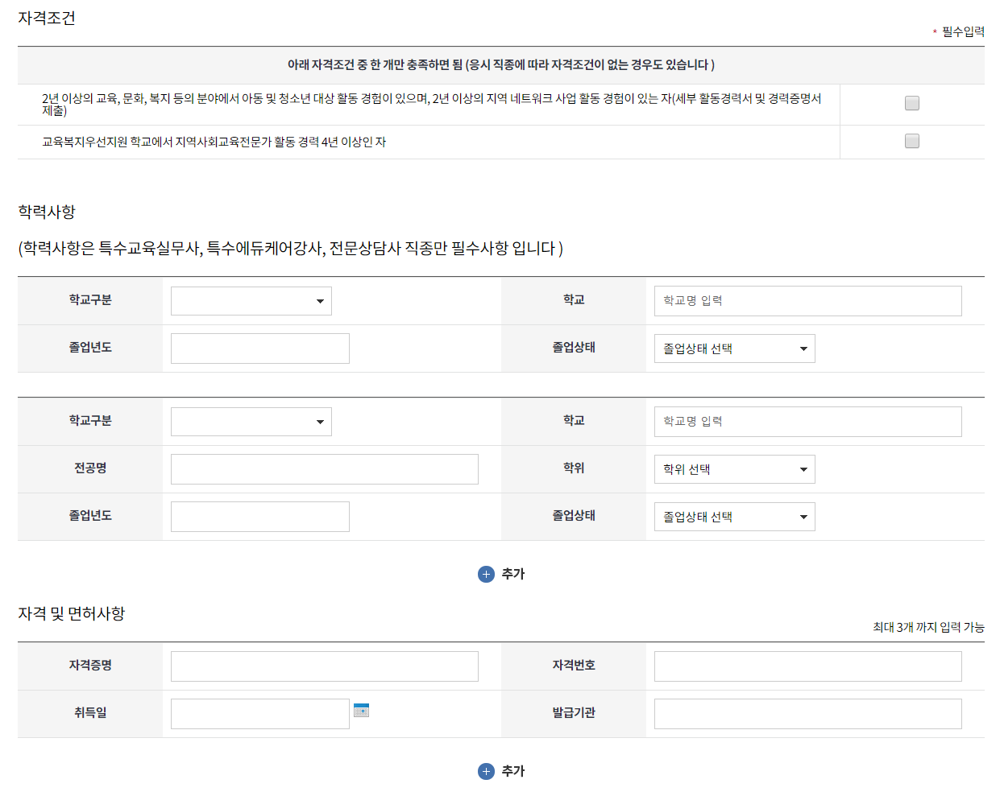 자격조건
* 필수입력
아래 자격조건 중 한 개만 충족하면 됨 (응시 직종에 따라 자격조건이 없는 경우도 있습니다 )
2년 이상의 교육, 문화, 복지 등의 분야에서 아동 및 청소년 대상 활동 경험이 있으며, 2년 이상의 지역 네트워크 사업 활동 경험이 있는 자(세부 활동경력서 및 경력증명서
제출)
교육복지우선지원 학교에서 지역사회교육전문가 활동 경력 4년 이상인 자
학력사항
(학력사항은 특수교육실무사, 특수에듀케어강사, 전문상담사 직종만 필수사항 입니다 )
학교구분 학교 학교명 입력
졸업년도 졸업상태 졸업상태 선택
학교구분 학교 학교명 입력
전공명 학위 학위 선택
졸업년도 졸업상태 졸업상태 선택
추가
자격 및 면허사항
최대 3개 까지 입력 가능
자격증명 자격번호
취득일 발급기관
추가